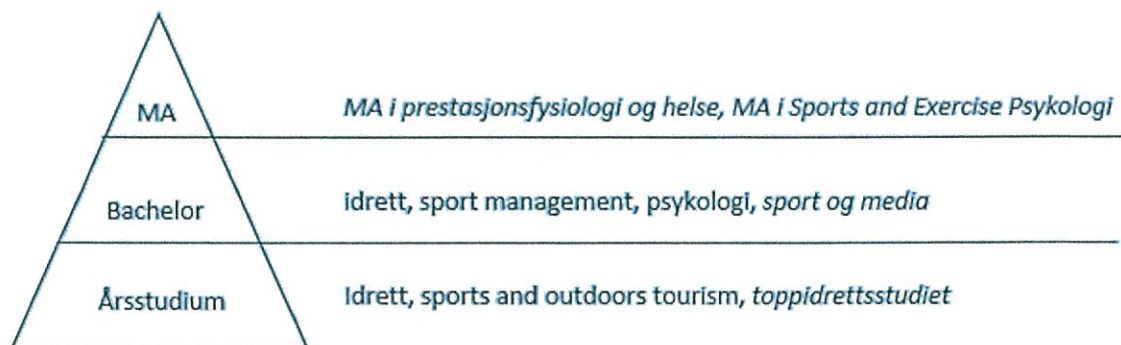 MA
MA i prestasjonsfysiologi og helse, MA i Sports and Exercise Psykologi
Bachelor
idrett, sport management, psykologi, sport og media
Årsstudium
Idrett, sports and outdoors tourism, toppidrettsstudiet